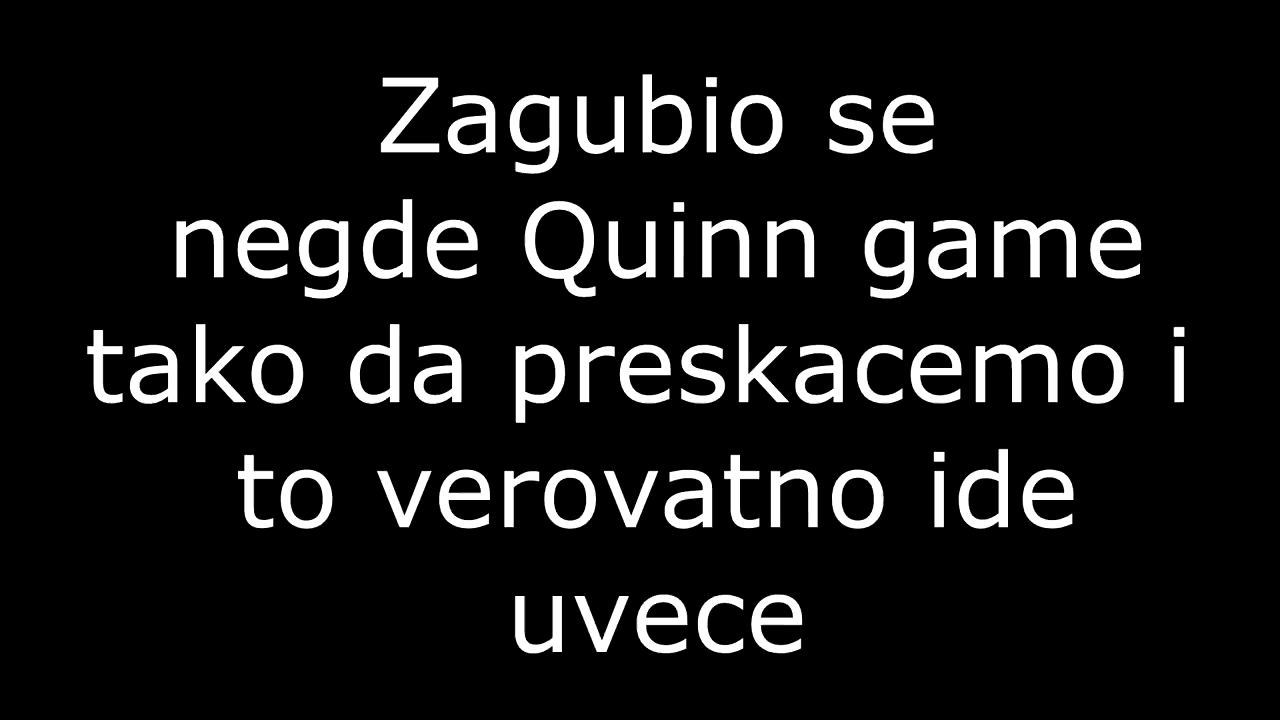 Zagubio se
negde Quinn game
tako da preskacemo i
to verovatno ide
uvece